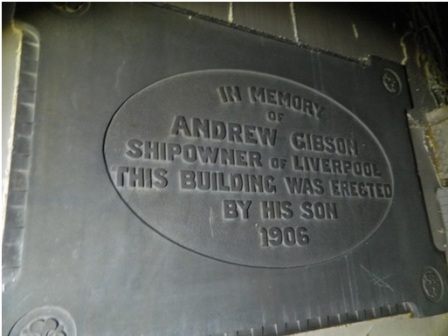 IN MEMORY
OF
ANDREW GIBSON
SHIPOWNER OF LIVERPOOL
THIS BUILDING WAS ERECTED
BY HIS SON
1906